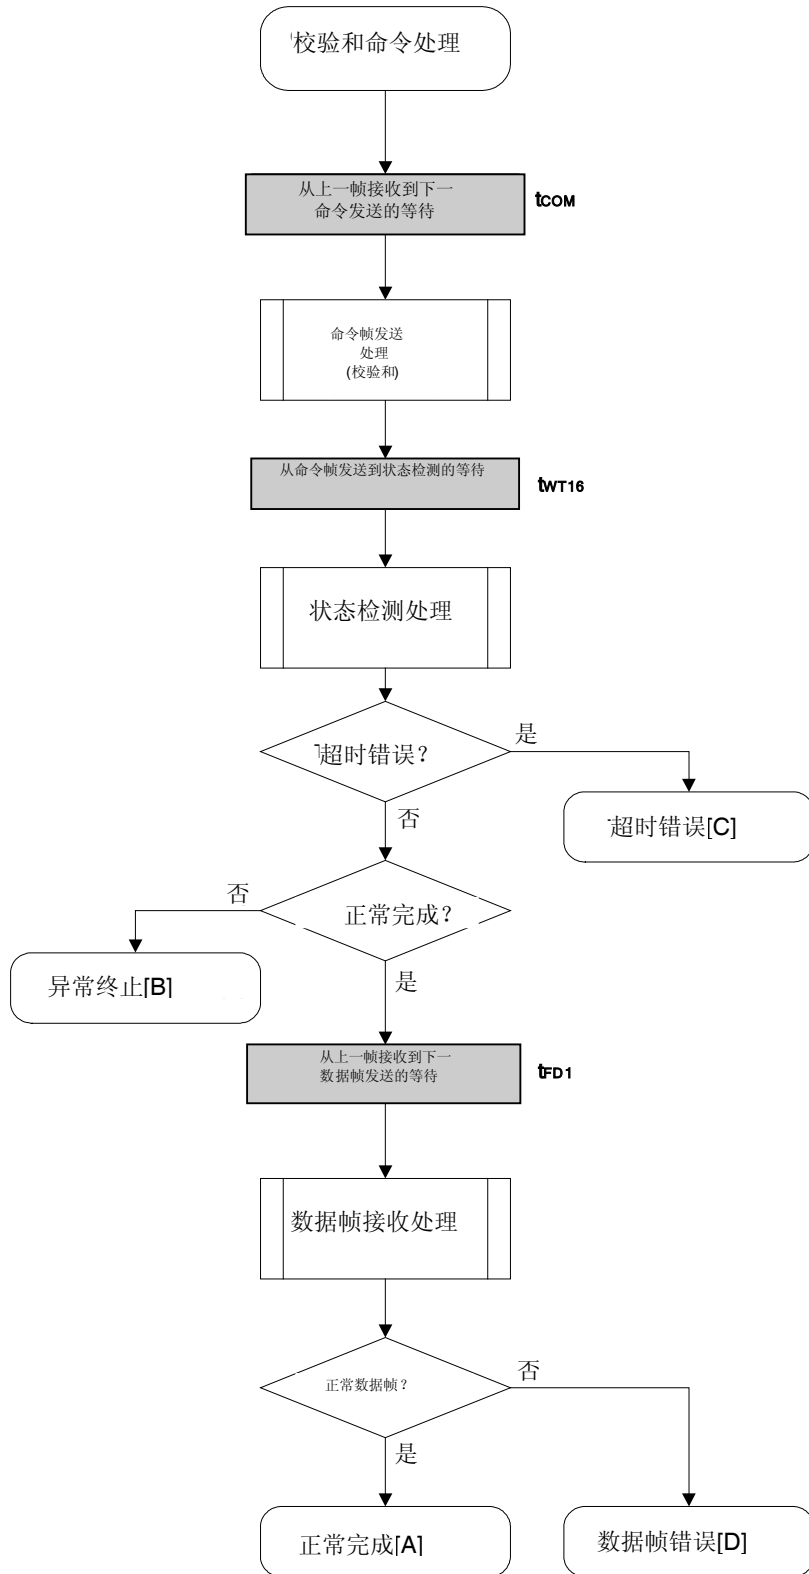 校验和命令处理
从上一帧接收到下一
命令发送的等待
tCOM
命令帧发送
处理
(校验和)
从命令帧发送到状态检测的等待
tWT16
状态检测处理
超时错误？
是
超时错误[C]
否
正常完成？
否
异常终止[B]
是
从上一帧接收到下一
数据帧发送的等待
tFD1
数据帧接收处理
正常数据帧？
否
是
正常完成[A]
数据帧错误[D]